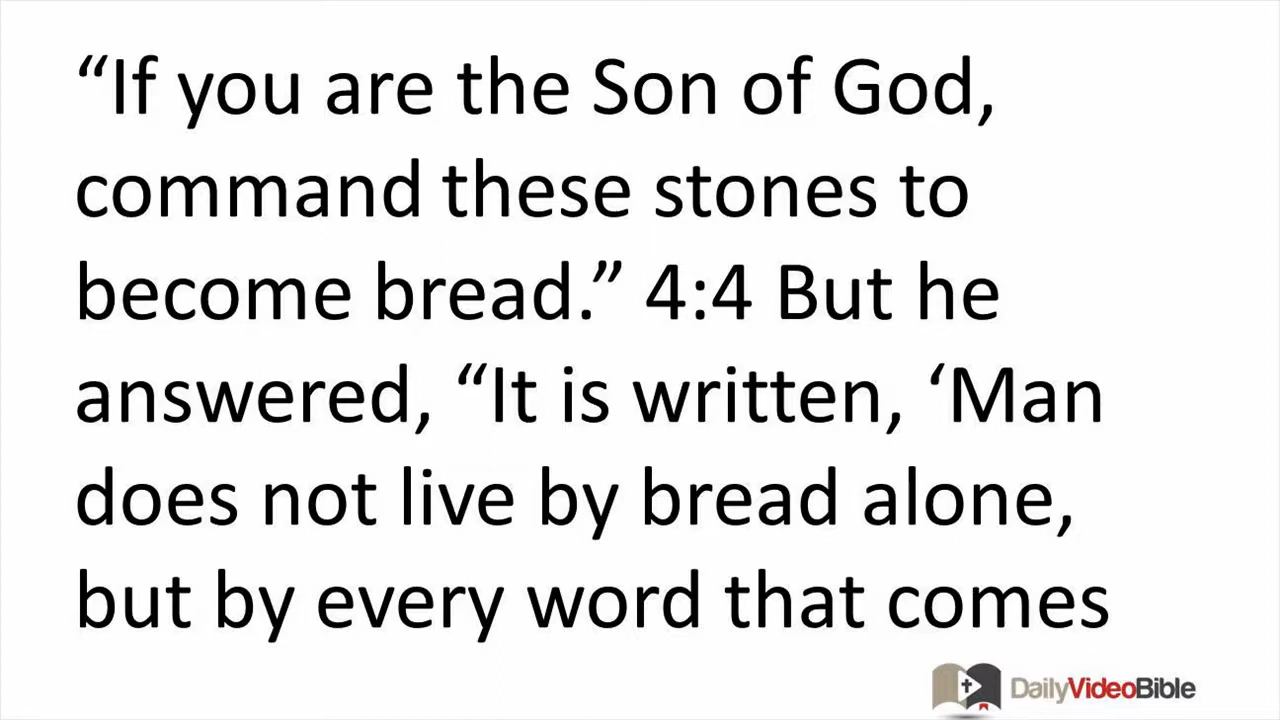 “If you are the Son of God,
command these stones to
become bread.” 4:4 But he
answered, “It is written, ‘Man
does not live by bread alone,
but by every word that comes
DailyVideoBible